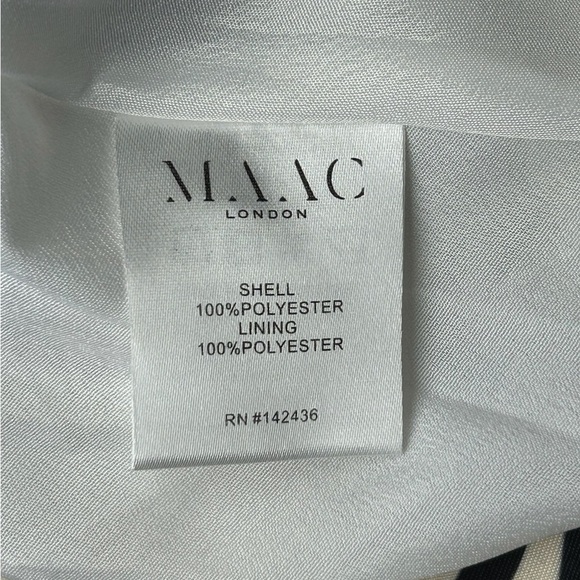 MAAC
LONDON
SHELL
100%POLYESTER
LINING
100%POLYESTER
RN #142436